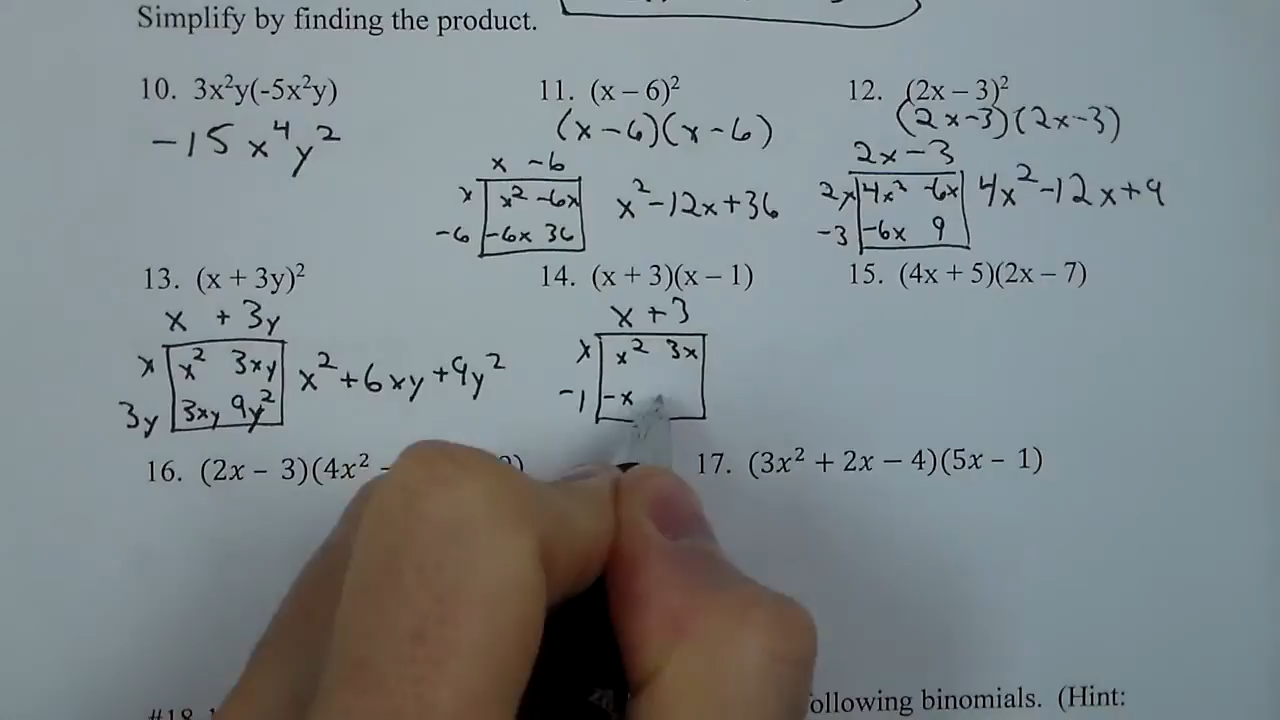 Simplify by finding the product.
10. 3x²y(-5x²y)
-15x⁴y²
11. (x – 6)²
(x-6)(x-6)
x -6
x x² -6x
-6 -6x 36
x²-12x+36
12. (2x – 3)²
(2x-3)(2x-3)
2x -3
2x 4x² -6x
-3 -6x 9
4x²-12x+9
13. (x + 3y)²
x +3y
x x² 3xy
3y 3xy 9y²
x²+6xy+9y²
14. (x + 3)(x – 1)
x +3
x x² 3x
-1 -x
15. (4x + 5)(2x – 7)
16. (2x – 3)(4x²
17. (3x² + 2x – 4)(5x – 1)
#18
ollowing binomials. (Hint: